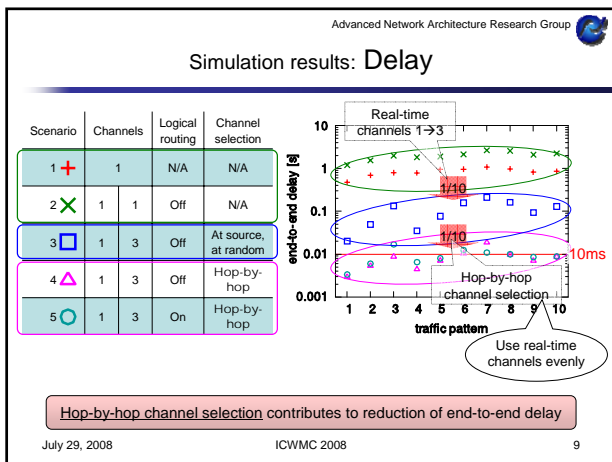 Advanced Network Architecture Research Group
Simulation results: Delay
Scenario Channels Logical routing Channel selection
1 1 N/A N/A
2 1 1 Off N/A
3 1 3 Off At source, at random
4 1 3 Off Hop-by-hop
5 1 3 On Hop-by-hop
Real-time
channels 1→3
10
1
0.1
0.01
0.001
end-to-end delay [s]
1/10
1/10
10ms
Hop-by-hop
channel selection
1 2 3 4 5 6 7 8 9 10
traffic pattern
Use real-time
channels evenly
Hop-by-hop channel selection contributes to reduction of end-to-end delay
July 29, 2008 ICWMC 2008 9